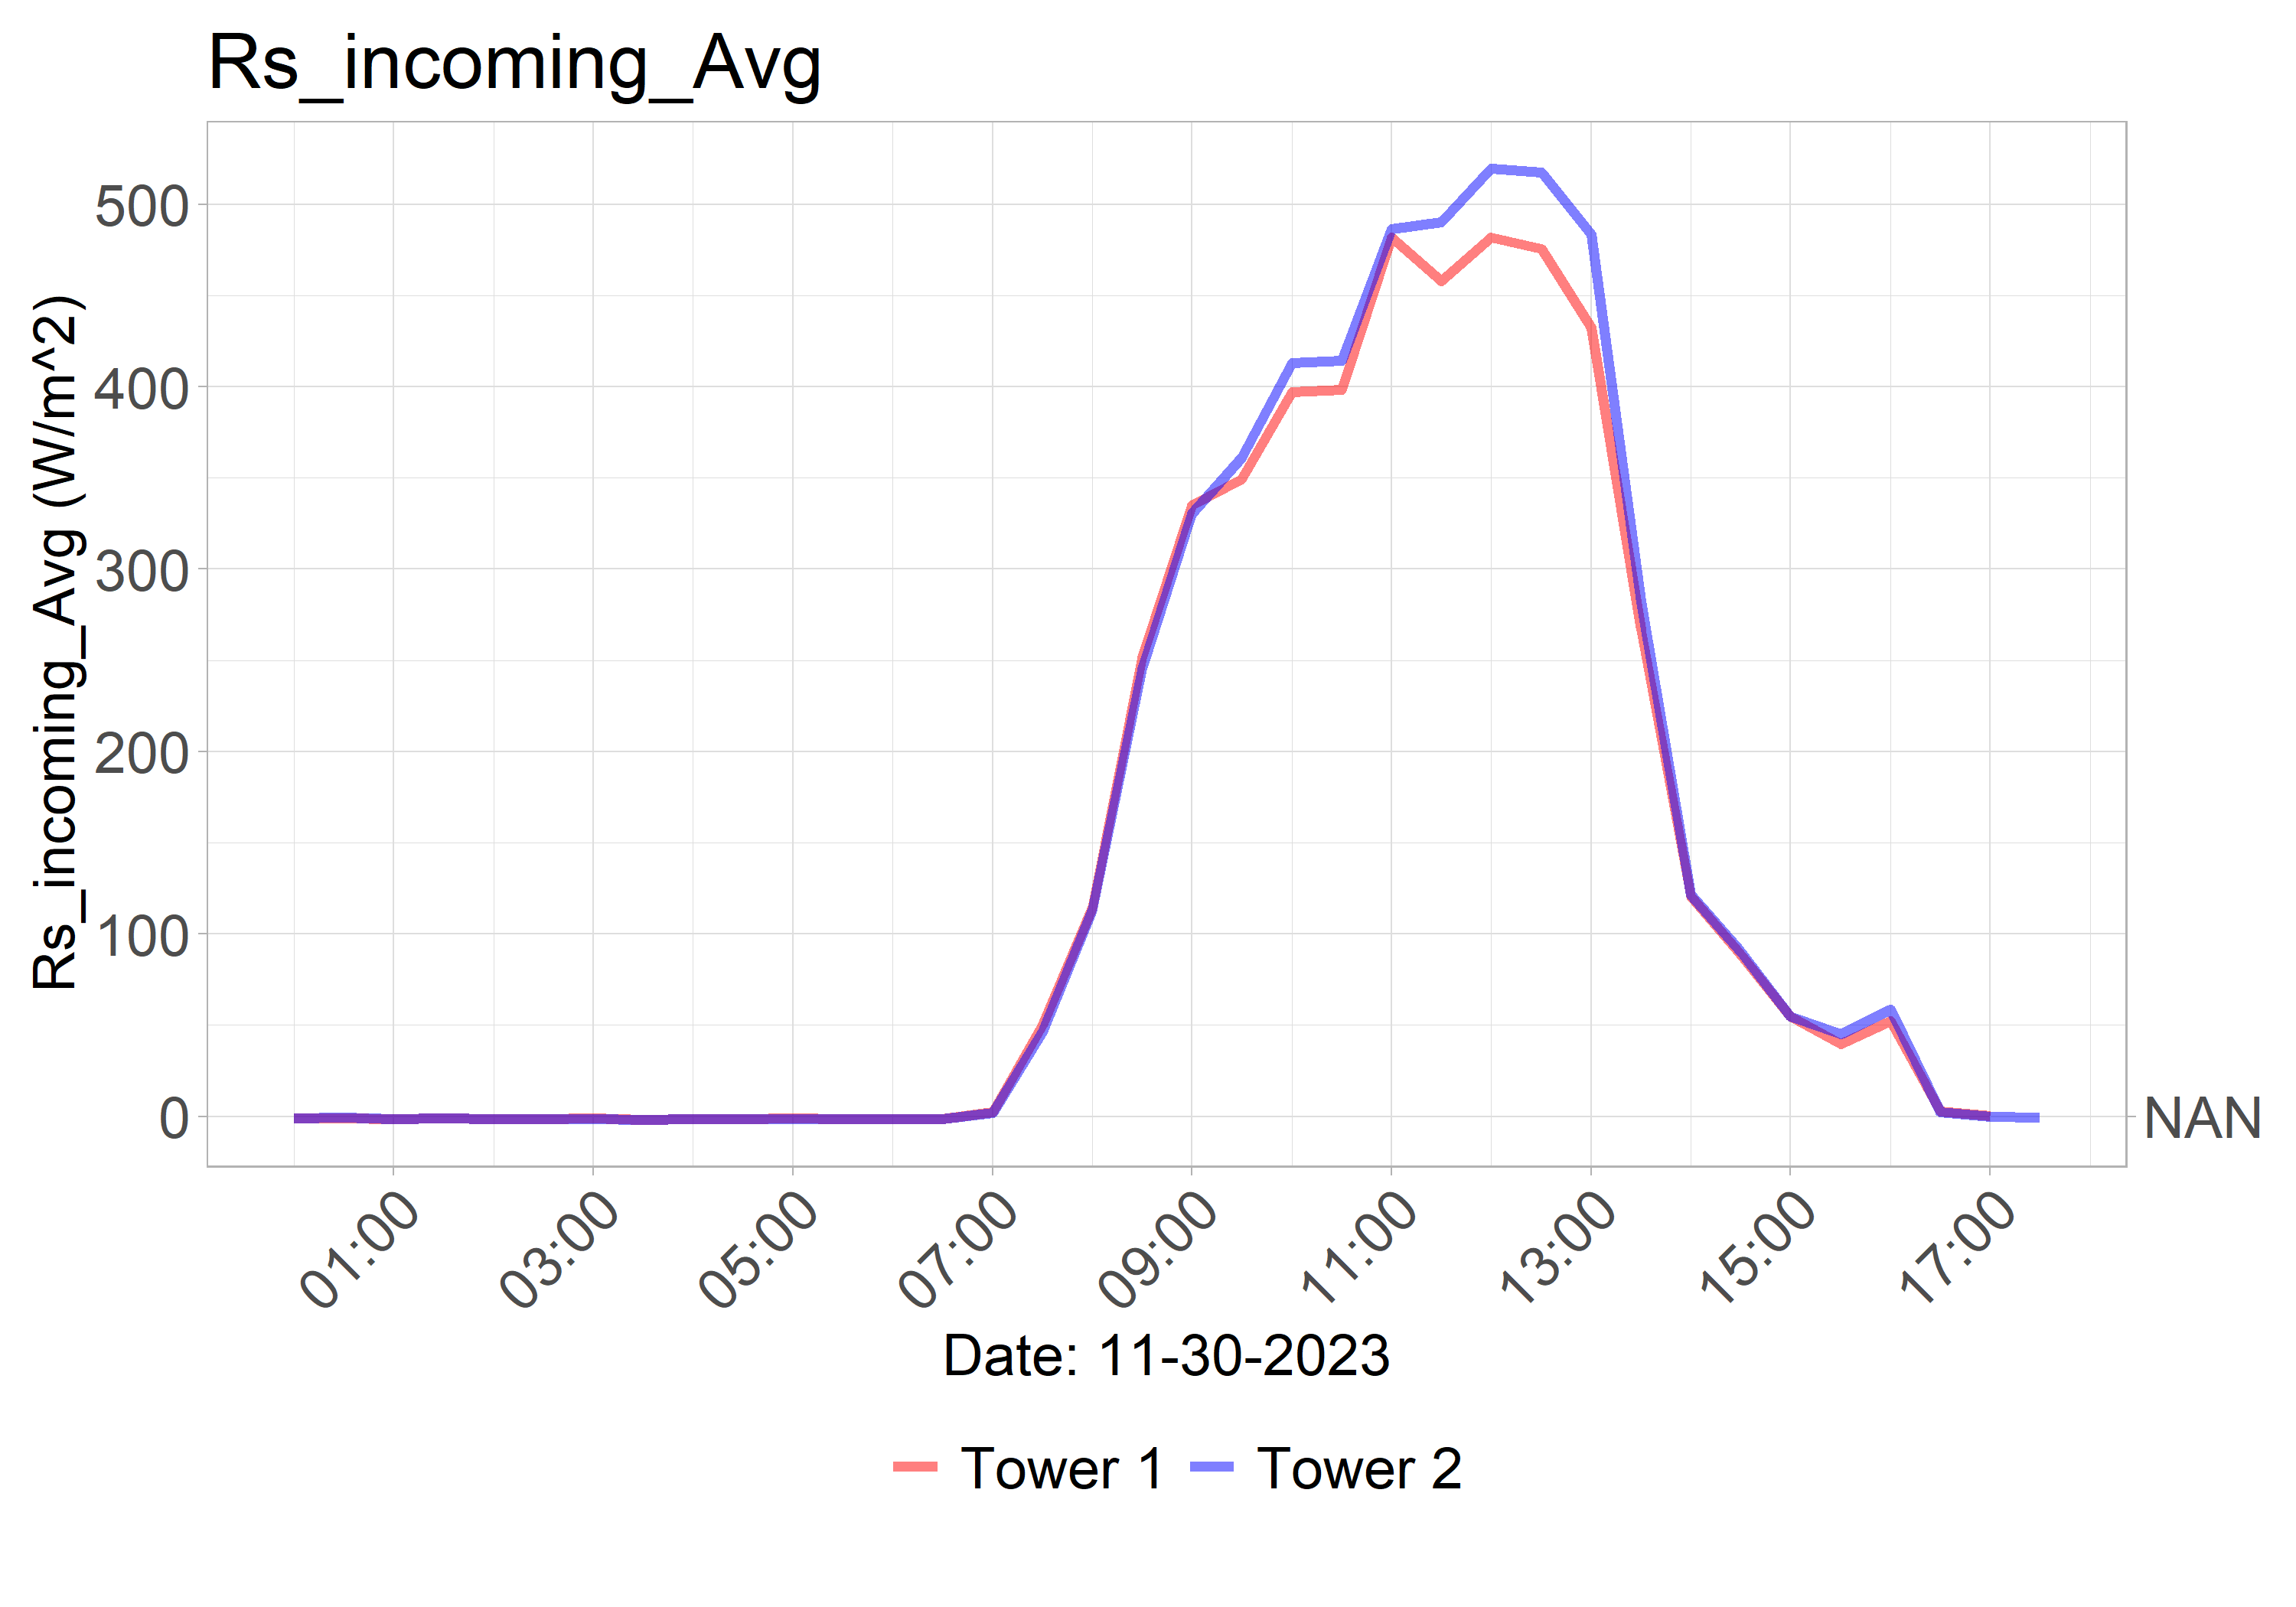 Rs_incoming_Avg
Rs_incoming_Avg (W/m^2)
500
400
300
200
100
0
NAN
01:00
03:00
05:00
07:00
09:00
11:00
13:00
15:00
17:00
Date: 11-30-2023
Tower 1
Tower 2